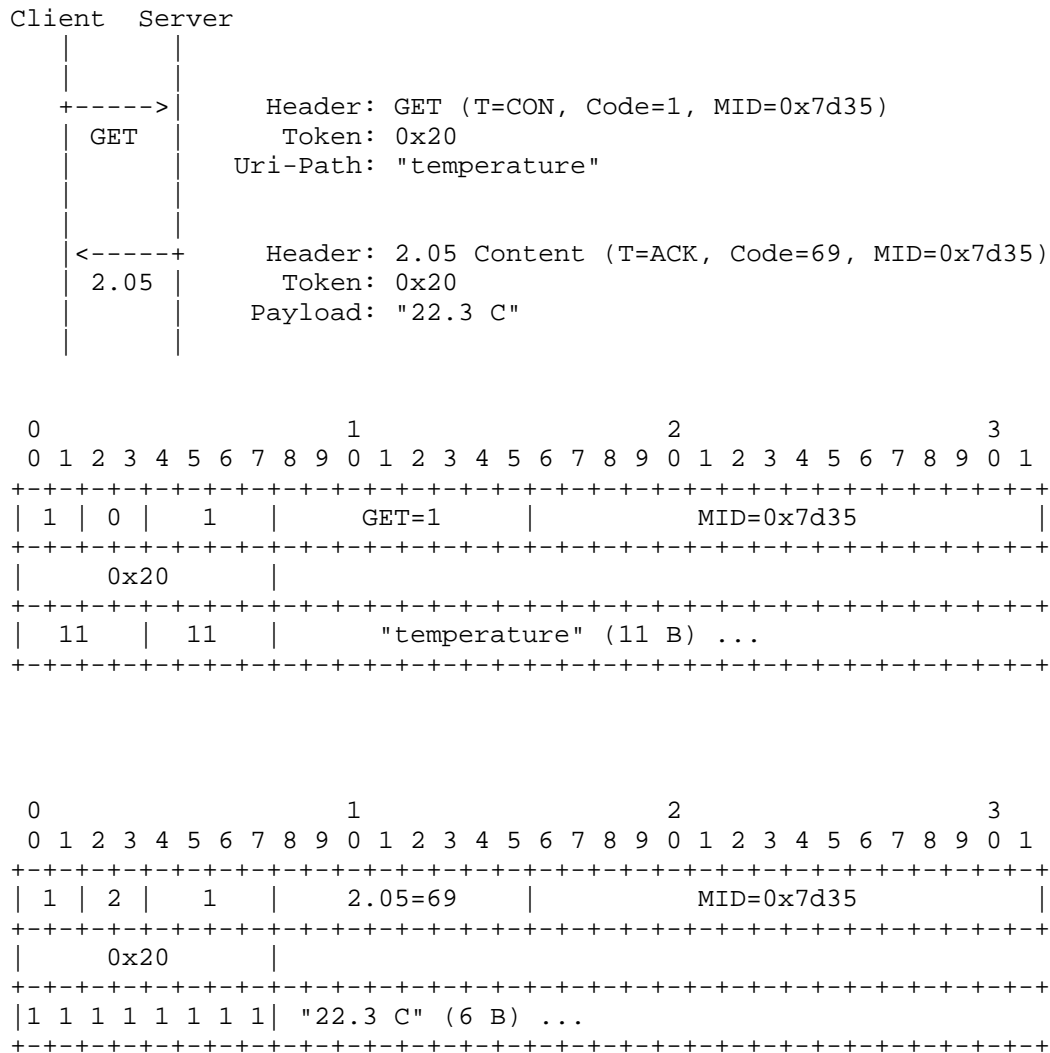 Client  Server
   |      |
   |      |
   +----->|     Header: GET (T=CON, Code=1, MID=0x7d35)
   | GET  |      Token: 0x20
   |      |   Uri-Path: "temperature"
   |      |
   |      |
   |<-----+     Header: 2.05 Content (T=ACK, Code=69, MID=0x7d35)
   | 2.05 |      Token: 0x20
   |      |    Payload: "22.3 C"
   |      |
 0                   1                   2                   3
 0 1 2 3 4 5 6 7 8 9 0 1 2 3 4 5 6 7 8 9 0 1 2 3 4 5 6 7 8 9 0 1
+-+-+-+-+-+-+-+-+-+-+-+-+-+-+-+-+-+-+-+-+-+-+-+-+-+-+-+-+-+-+-+-+
| 1 | 0 |   1   |     GET=1     |          MID=0x7d35           |
+-+-+-+-+-+-+-+-+-+-+-+-+-+-+-+-+-+-+-+-+-+-+-+-+-+-+-+-+-+-+-+-+
|     0x20      |
+-+-+-+-+-+-+-+-+-+-+-+-+-+-+-+-+-+-+-+-+-+-+-+-+-+-+-+-+-+-+-+-+
|  11   |  11   |      "temperature" (11 B) ...
+-+-+-+-+-+-+-+-+-+-+-+-+-+-+-+-+-+-+-+-+-+-+-+-+-+-+-+-+-+-+-+-+
 0                   1                   2                   3
 0 1 2 3 4 5 6 7 8 9 0 1 2 3 4 5 6 7 8 9 0 1 2 3 4 5 6 7 8 9 0 1
+-+-+-+-+-+-+-+-+-+-+-+-+-+-+-+-+-+-+-+-+-+-+-+-+-+-+-+-+-+-+-+-+
| 1 | 2 |   1   |    2.05=69    |          MID=0x7d35           |
+-+-+-+-+-+-+-+-+-+-+-+-+-+-+-+-+-+-+-+-+-+-+-+-+-+-+-+-+-+-+-+-+
|     0x20      |
+-+-+-+-+-+-+-+-+-+-+-+-+-+-+-+-+-+-+-+-+-+-+-+-+-+-+-+-+-+-+-+-+
|1 1 1 1 1 1 1 1| "22.3 C" (6 B) ...
+-+-+-+-+-+-+-+-+-+-+-+-+-+-+-+-+-+-+-+-+-+-+-+-+-+-+-+-+-+-+-+-+